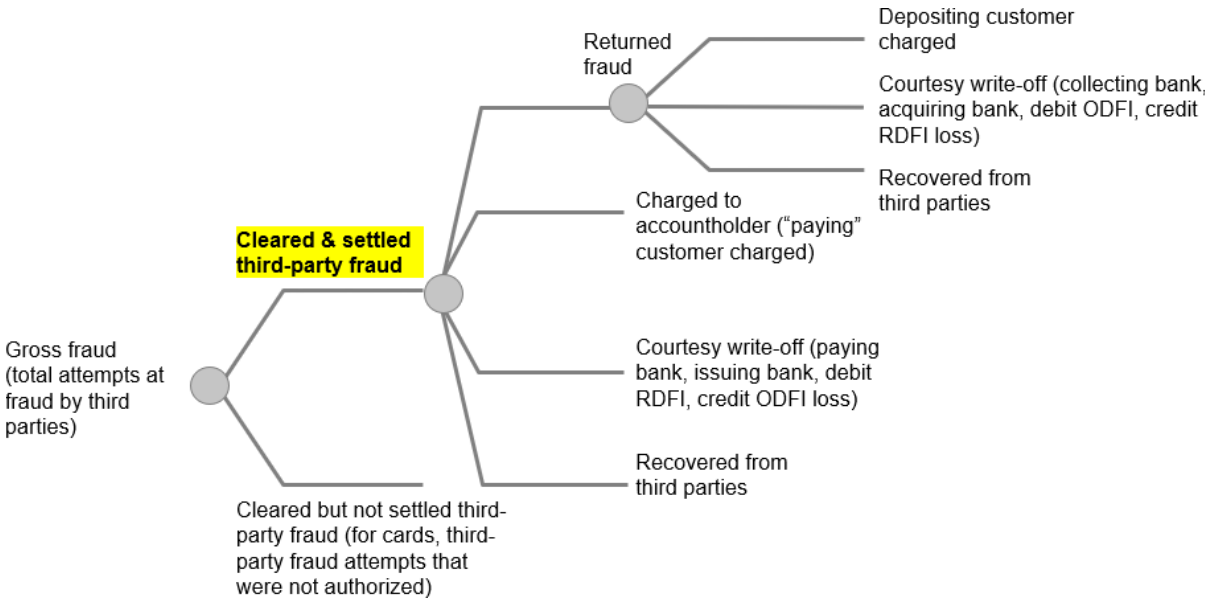 Gross fraud
(total attempts at
fraud by third
parties)
Cleared & settled
third-party fraud
Cleared but not settled third-
party fraud (for cards, third-
party fraud attempts that
were not authorized)
Returned
fraud
Depositing customer
charged
Courtesy write-off (collecting bank,
acquiring bank, debit ODFI, credit
RDFI loss)
Recovered from
third parties
Charged to
accountholder (“paying”
customer charged)
Courtesy write-off (paying
bank, issuing bank, debit
RDFI, credit ODFI loss)
Recovered from
third parties